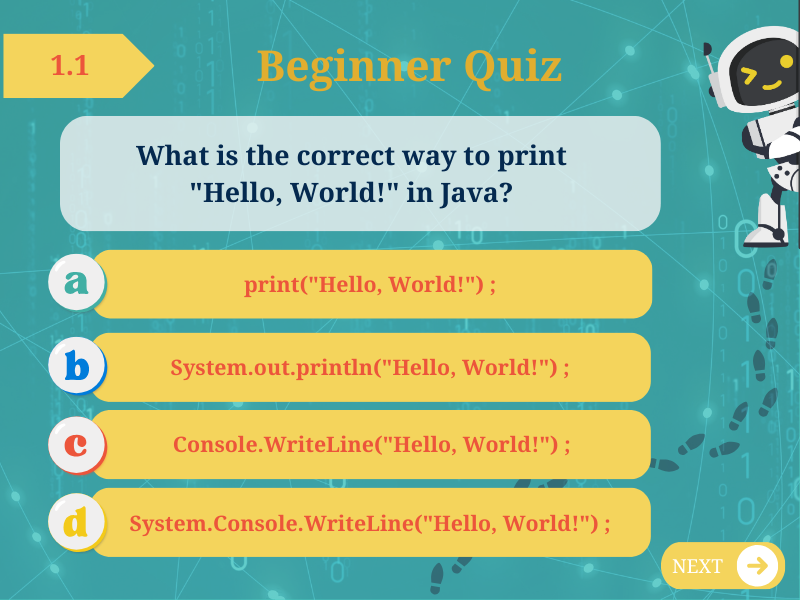 1.1
Beginner Quiz
What is the correct way to print
"Hello, World!" in Java?
a
print("Hello, World!") ;
b
System.out.println("Hello, World!") ;
c
Console.WriteLine("Hello, World!") ;
d
System.Console.WriteLine("Hello, World!") ;
NEXT